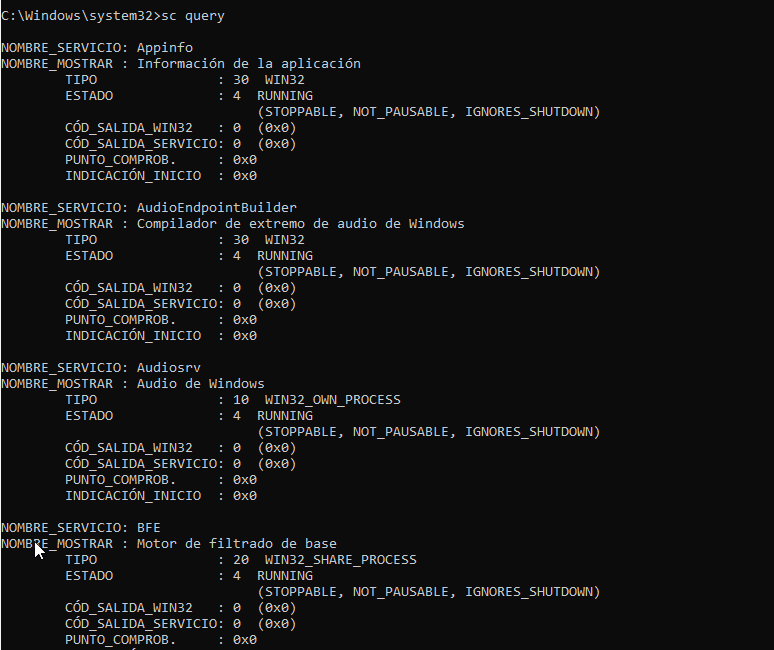 C:\Windows\system32>sc query
NOMBRE_SERVICIO: Appinfo
NOMBRE_MOSTRAR : Información de la aplicación
TIPO : 30 WIN32
ESTADO : 4 RUNNING
(STOPPABLE, NOT_PAUSABLE, IGNORES_SHUTDOWN)
CÓD_SALIDA_WIN32 : 0 (0x0)
CÓD_SALIDA_SERVICIO: 0 (0x0)
PUNTO_COMPROB. : 0x0
INDICACIÓN_INICIO : 0x0
NOMBRE_SERVICIO: AudioEndpointBuilder
NOMBRE_MOSTRAR : Compilador de extremo de audio de Windows
TIPO : 30 WIN32
ESTADO : 4 RUNNING
(STOPPABLE, NOT_PAUSABLE, IGNORES_SHUTDOWN)
CÓD_SALIDA_WIN32 : 0 (0x0)
CÓD_SALIDA_SERVICIO: 0 (0x0)
PUNTO_COMPROB. : 0x0
INDICACIÓN_INICIO : 0x0
NOMBRE_SERVICIO: Audiosrv
NOMBRE_MOSTRAR : Audio de Windows
TIPO : 10 WIN32_OWN_PROCESS
ESTADO : 4 RUNNING
(STOPPABLE, NOT_PAUSABLE, IGNORES_SHUTDOWN)
CÓD_SALIDA_WIN32 : 0 (0x0)
CÓD_SALIDA_SERVICIO: 0 (0x0)
PUNTO_COMPROB. : 0x0
INDICACIÓN_INICIO : 0x0
NOMBRE_SERVICIO: BFE
NOMBRE_MOSTRAR : Motor de filtrado de base
TIPO : 20 WIN32_SHARE_PROCESS
ESTADO : 4 RUNNING
(STOPPABLE, NOT_PAUSABLE, IGNORES_SHUTDOWN)
CÓD_SALIDA_WIN32 : 0 (0x0)
CÓD_SALIDA_SERVICIO: 0 (0x0)
PUNTO_COMPROB. : 0x0